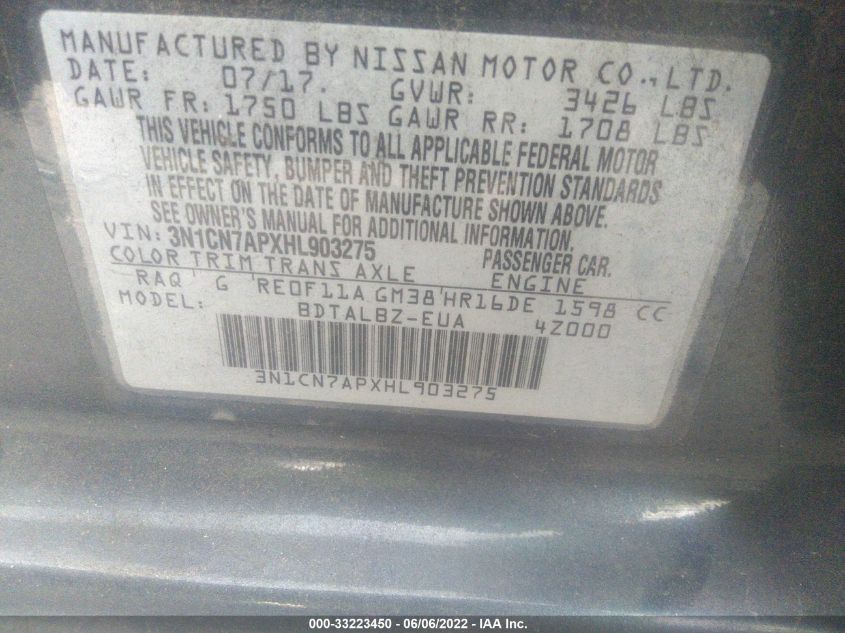 MANUFACTURED BY NISSAN MOTOR CO., LTD.
DATE: 07/17. GVWR: 3426 LBS
GAWR FR: 1750 LBS GAWR RR: 1708 LBS
THIS VEHICLE CONFORMS TO ALL APPLICABLE FEDERAL MOTOR
VEHICLE SAFETY, BUMPER AND THEFT PREVENTION STANDARDS
IN EFFECT ON THE DATE OF MANUFACTURE SHOWN ABOVE.
SEE OWNER'S MANUAL FOR ADDITIONAL INFORMATION.
VIN: 3N1CN7APXHL903275 PASSENGER CAR.
COLOR TRIM TRANS AXLE ENGINE
RAQ G RE0F11A GM38 HR16DE 1598 CC
MODEL: BDTALBZ-EUA 4Z000
3N1CN7APXHL903275
000-33223450 - 06/06/2022 - IAA Inc.